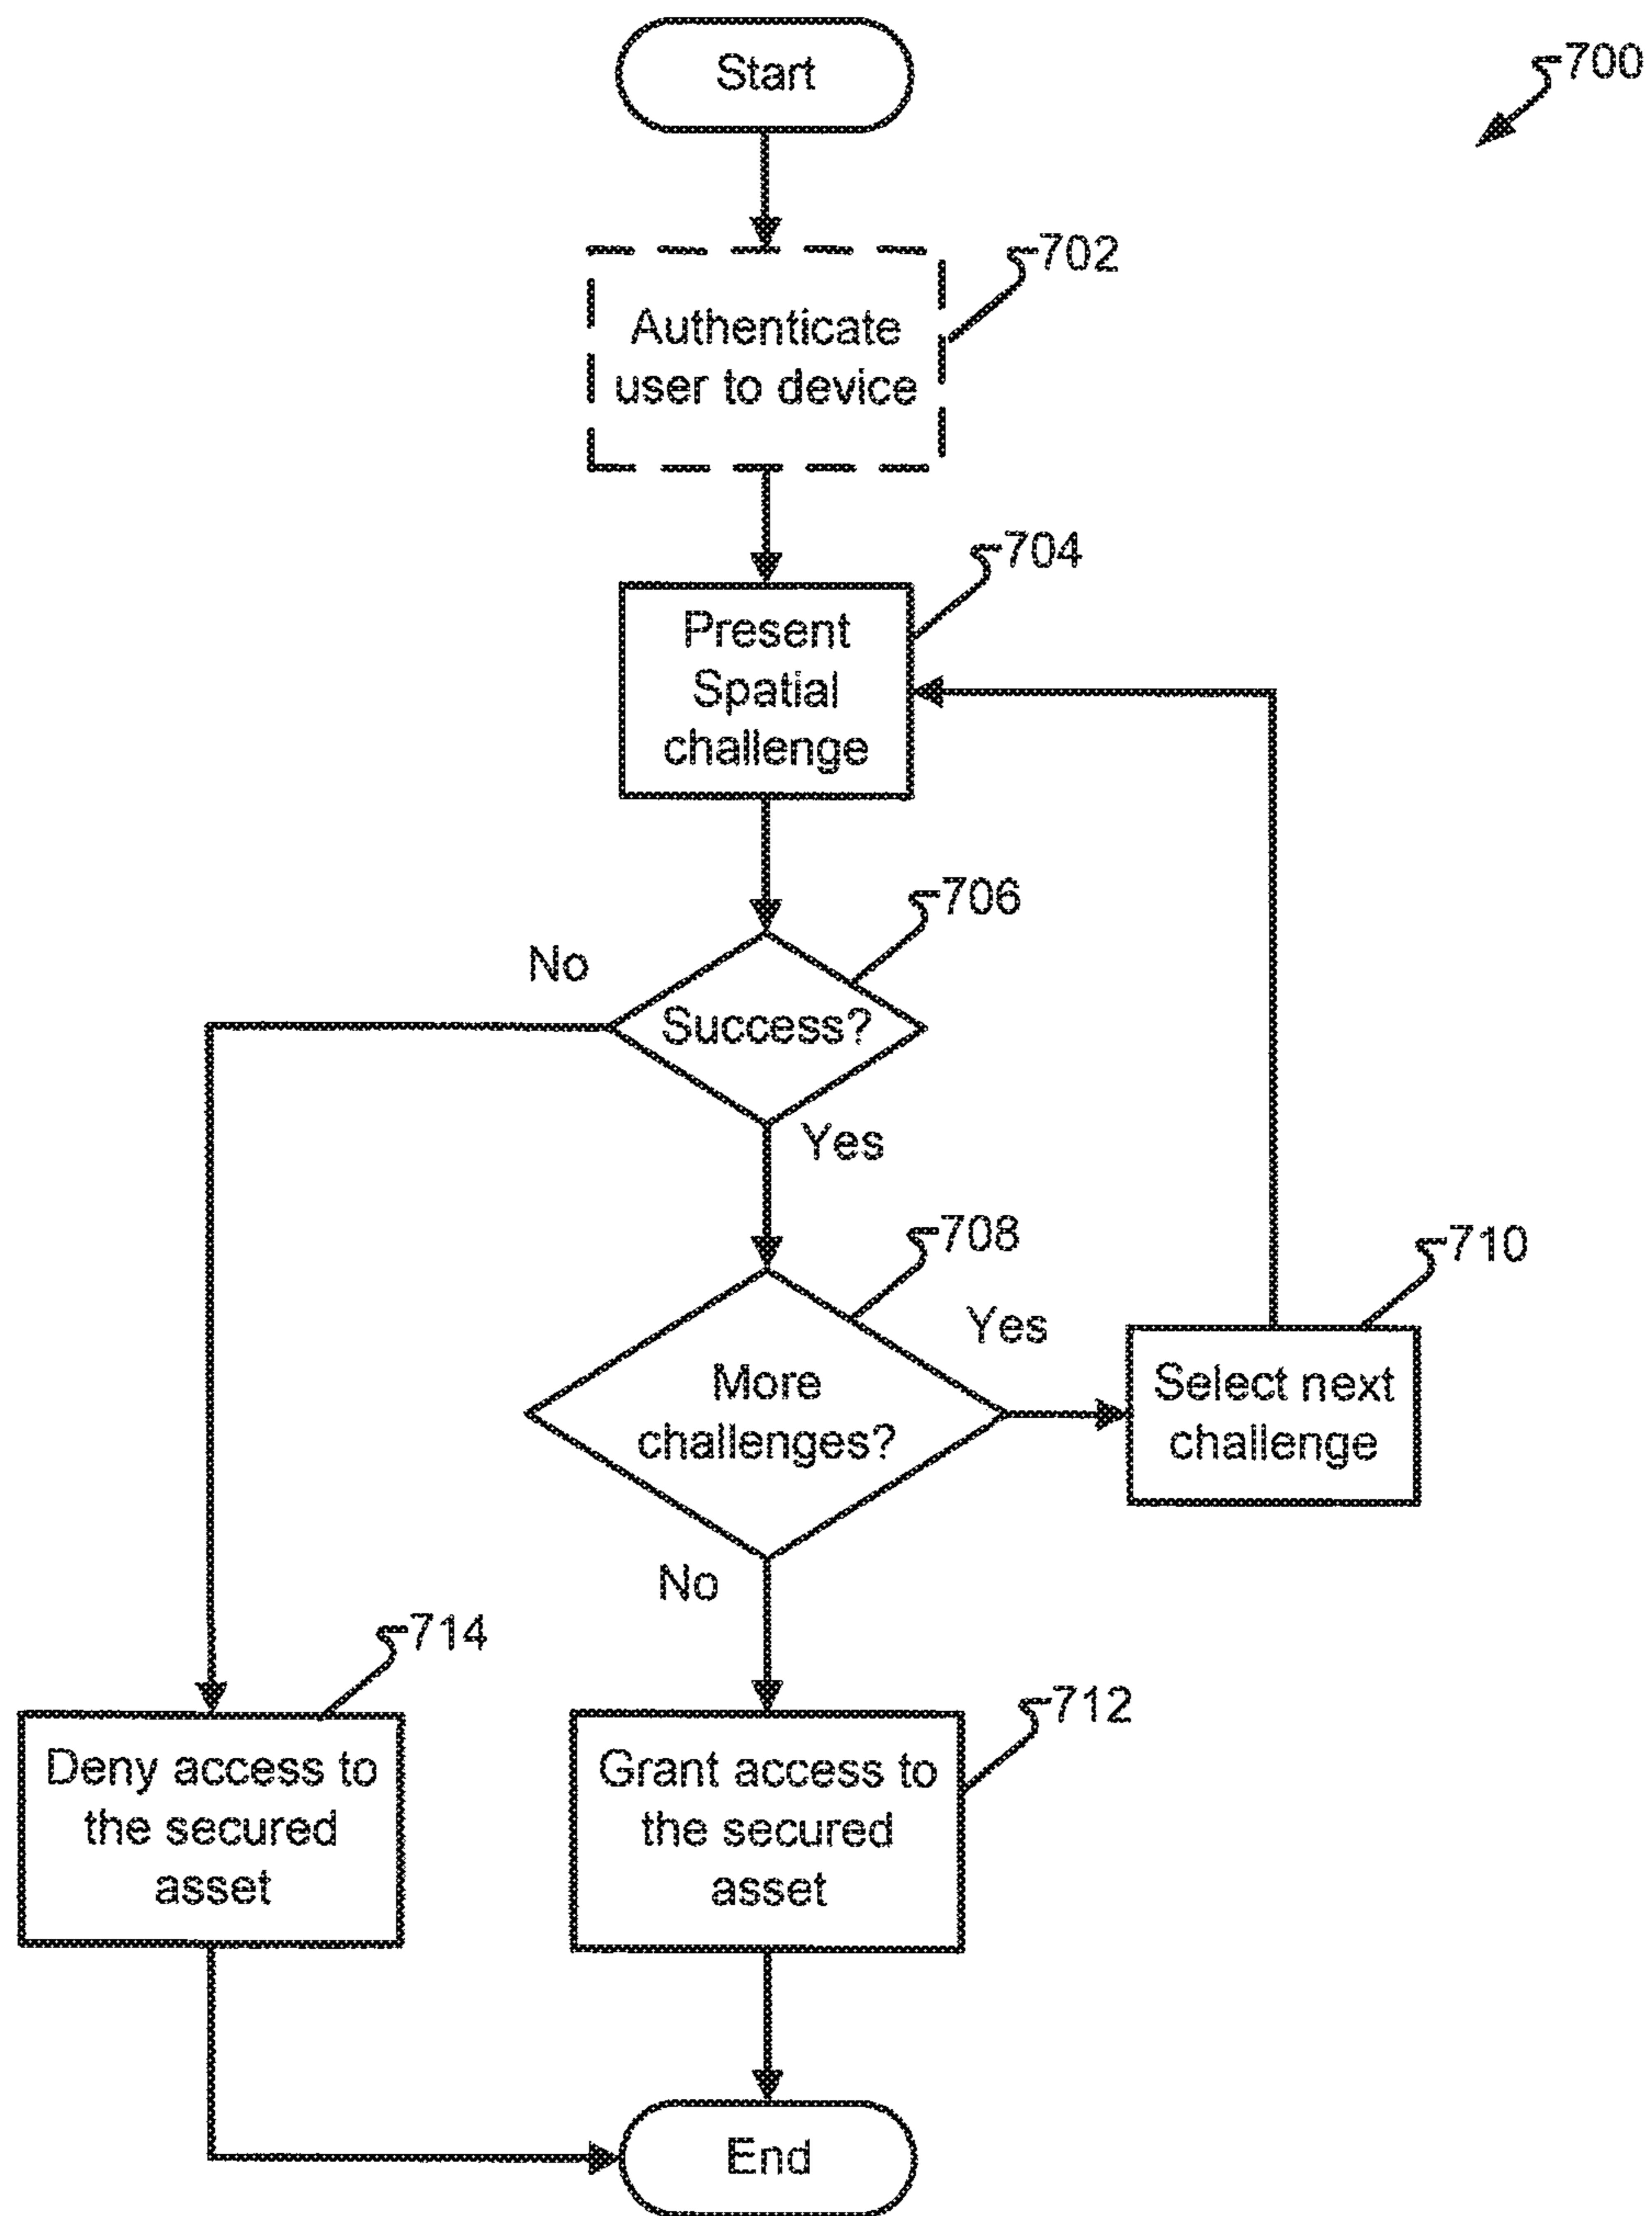 Start
700
702
Authenticate
user to device
704
Present
Spatial
challenge
706
No
Success?
Yes
708
710
Yes
More
challenges?
Select next
challenge
No
714
712
Deny access to
the secured
asset
Grant access to
the secured
asset
End